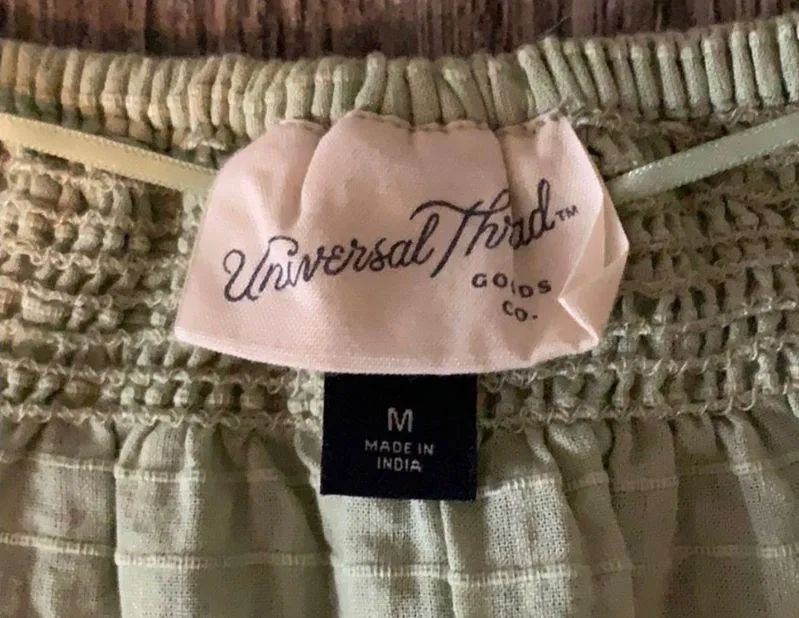 Universal Thread™
GOODS
CO.
M
MADE IN
INDIA